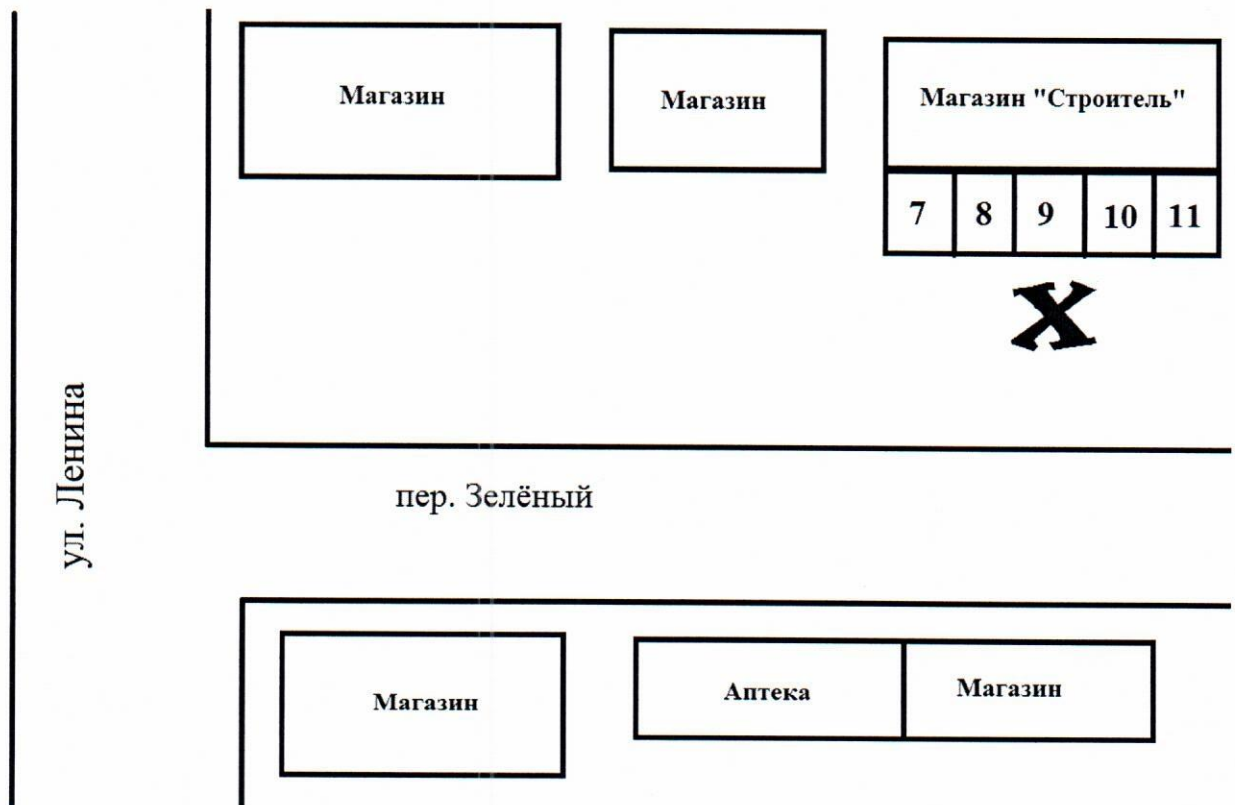 Магазин
Магазин
Магазин "Строитель"
7 8 9 10 11
X
ул. Ленина
пер. Зелёный
Магазин
Аптека
Магазин